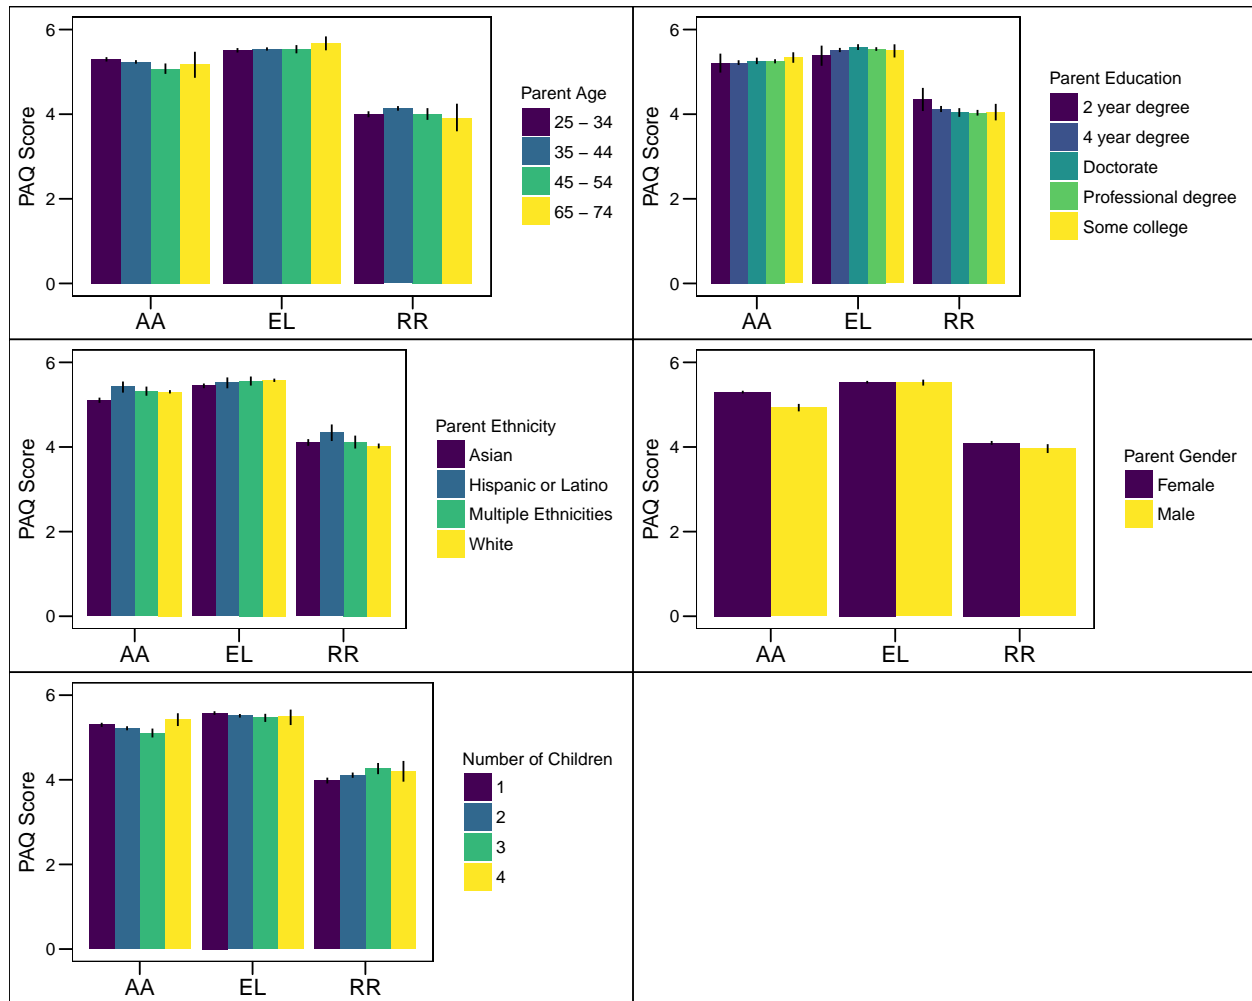 PAQ Score
6
4
2
0
AA EL RR
Parent Age
25 – 34
35 – 44
45 – 54
65 – 74
PAQ Score
6
4
2
0
AA EL RR
Parent Education
2 year degree
4 year degree
Doctorate
Professional degree
Some college
PAQ Score
6
4
2
0
AA EL RR
Parent Ethnicity
Asian
Hispanic or Latino
Multiple Ethnicities
White
PAQ Score
6
4
2
0
AA EL RR
Parent Gender
Female
Male
PAQ Score
6
4
2
0
AA EL RR
Number of Children
1
2
3
4